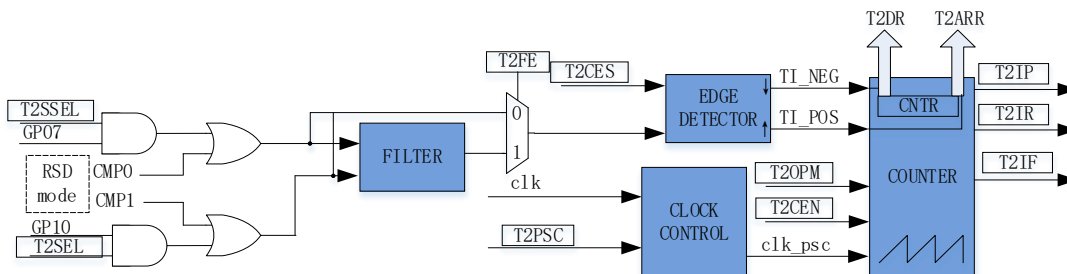 T2DR
T2ARR
T2FE
T2CES
TI_NEG
T2IP
T2SSEL
GP07
0
EDGE
DETECTOR
CNTR
TI_POS
T2IR
RSD
mode
CMP0
FILTER
1
T2IF
CMP1
clk
T2OPM
COUNTER
GP10
T2SEL
CLOCK
CONTROL
T2CEN
T2PSC
clk_psc